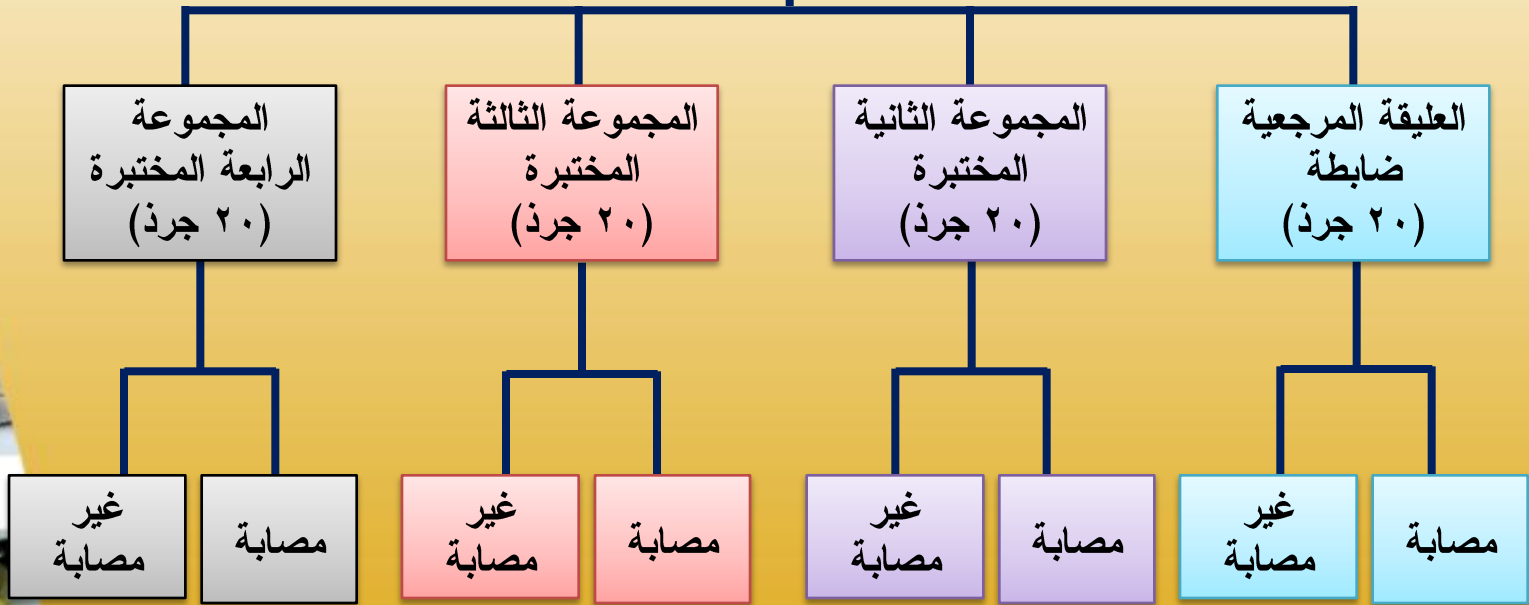 العليقة المرجعية
ضابطة
(٢٠ جرذ)
المجموعة الثانية
المختبرة
(٢٠ جرذ)
المجموعة الثالثة
المختبرة
(٢٠ جرذ)
المجموعة
الرابعة المختبرة
(٢٠ جرذ)
مصابة
غير
مصابة
مصابة
غير
مصابة
مصابة
غير
مصابة
مصابة
غير
مصابة